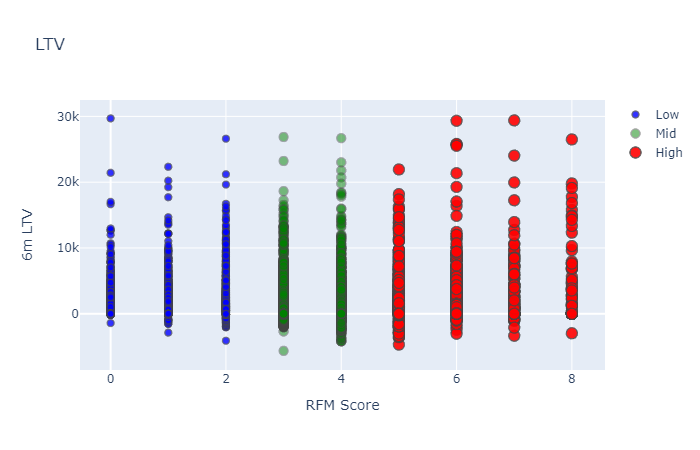 LTV
30k
20k
10k
0
6m LTV
0
2
4
6
8
RFM Score
Low
Mid
High